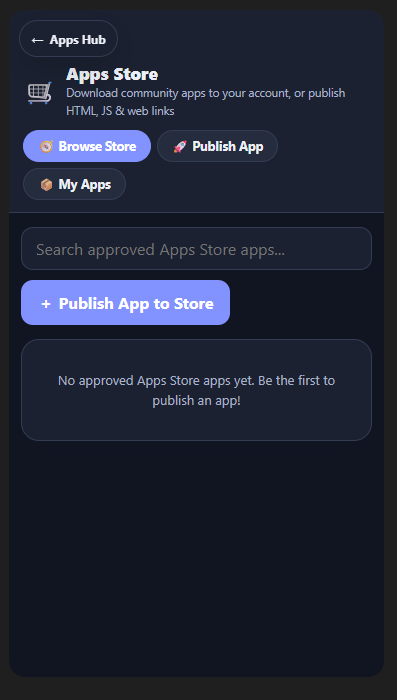 ← Apps Hub
Apps Store
Download community apps to your account, or publish
HTML, JS & web links
Browse Store
Publish App
My Apps
Search approved Apps Store apps...
+ Publish App to Store
No approved Apps Store apps yet. Be the first to
publish an app!